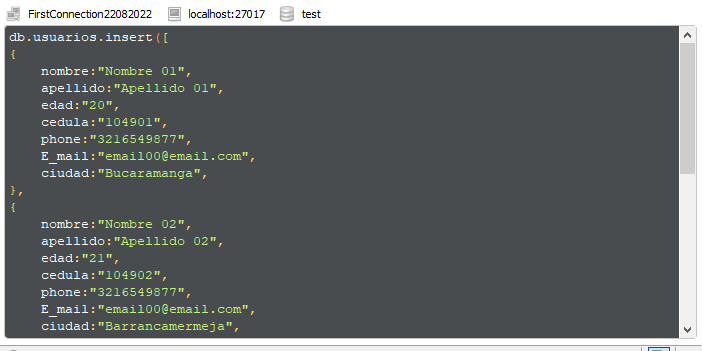 FirstConnection22082022 localhost:27017 test
db.usuarios.insert([
{
    nombre:"Nombre 01",
    apellido:"Apellido 01",
    edad:"20",
    cedula:"104901",
    phone:"3216549877",
    E_mail:"email00@email.com",
    ciudad:"Bucaramanga",
},
{
    nombre:"Nombre 02",
    apellido:"Apellido 02",
    edad:"21",
    cedula:"104902",
    phone:"3216549877",
    E_mail:"email00@email.com",
    ciudad:"Barrancamermeja",